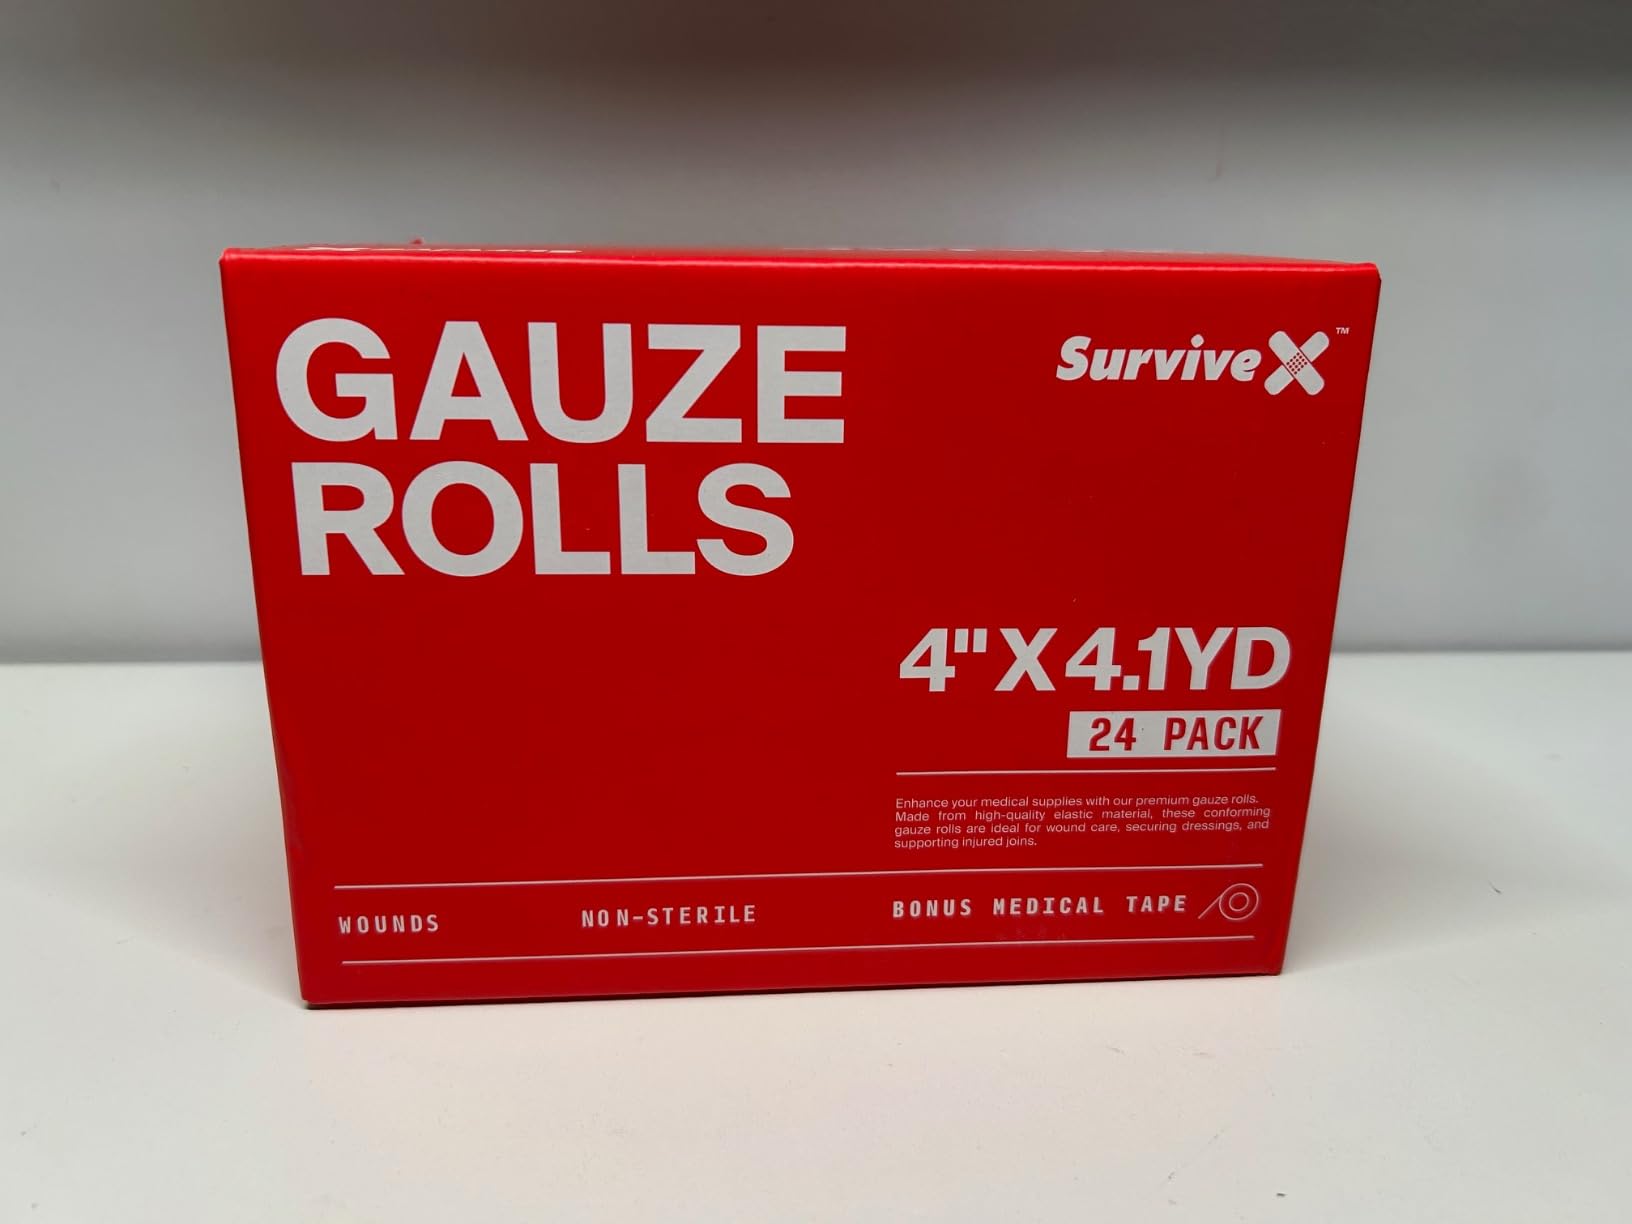 GAUZE
ROLLS
SurviveX™
4"X4.1YD
24 PACK
Enhance your medical supplies with our premium gauze rolls.
Made from high-quality elastic material, these conforming
gauze rolls are ideal for wound care, securing dressings, and
supporting injured joins.
WOUNDS
NON-STERILE
BONUS MEDICAL TAPE